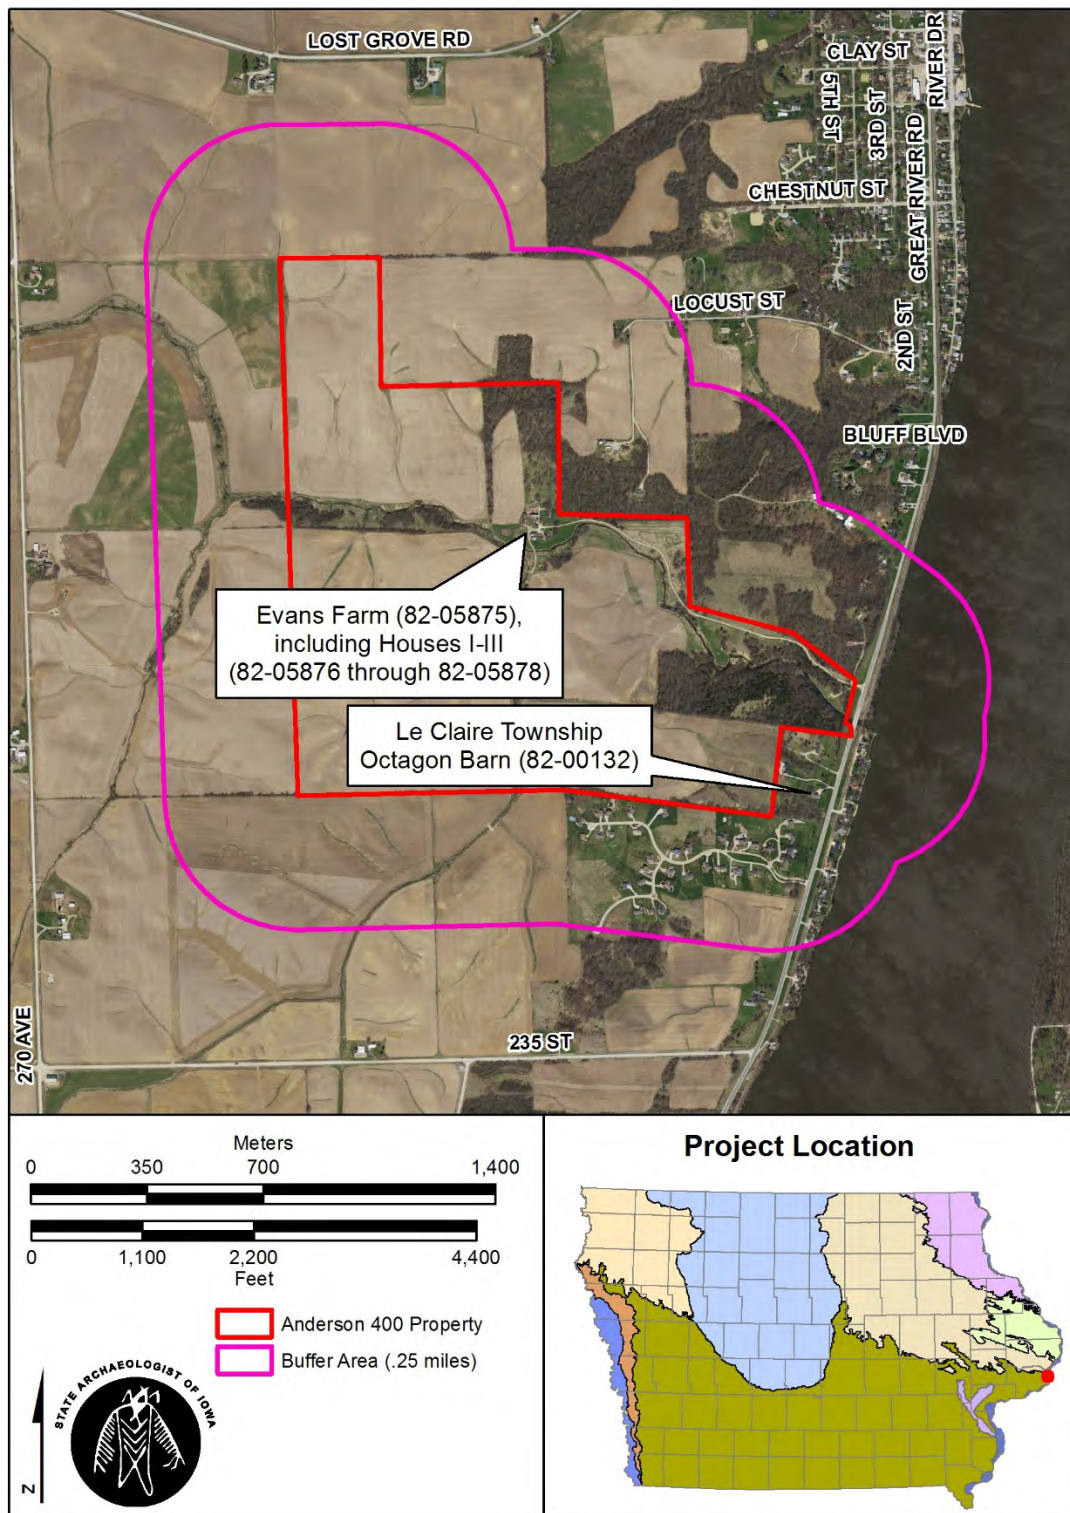 LOST GROVE RD
CLAY ST
RIVER DR
5TH ST
3RD ST
GREAT RIVER RD
CHESTNUT ST
LOCUST ST
2ND ST
BLUFF BLVD
Evans Farm (82-05875),
including Houses I-III
(82-05876 through 82-05878)
Le Claire Township
Octagon Barn (82-00132)
270 AVE
235 ST
Meters
0 350 700 1,400
0 1,100 2,200 4,400
Feet
Anderson 400 Property
Buffer Area (.25 miles)
STATE ARCHAEOLOGIST OF IOWA
N
Project Location